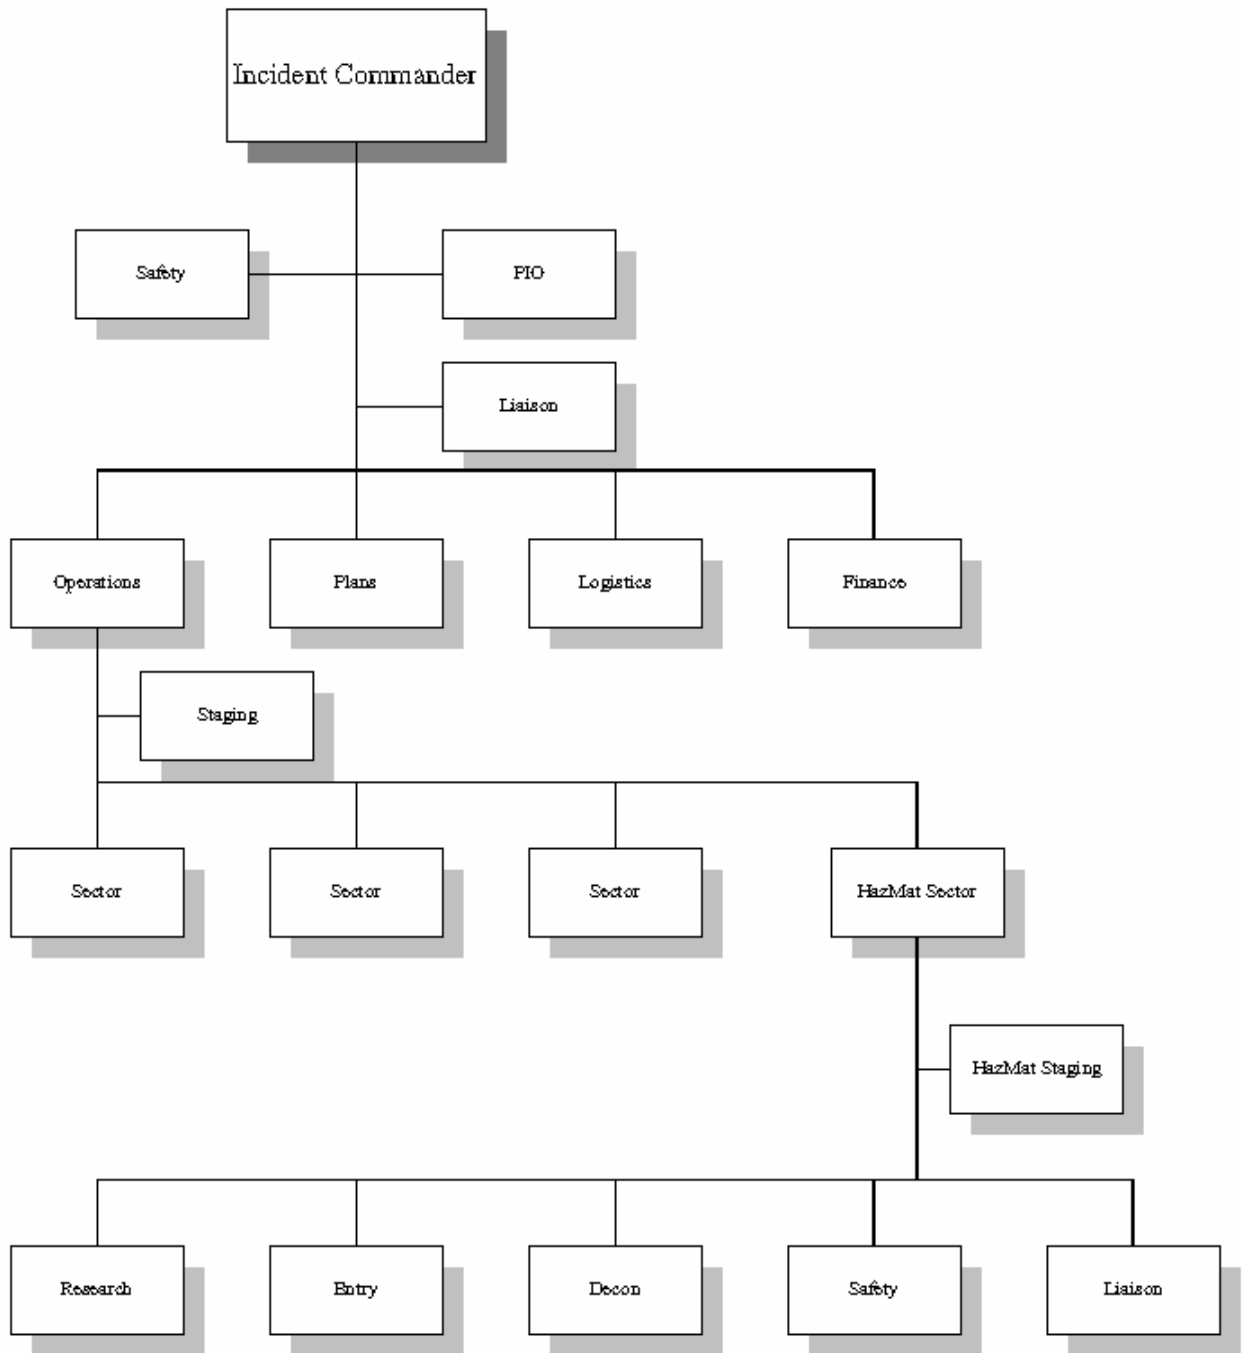 Incident Commander
Safety
PIO
Liaison
Operations
Plans
Logistics
Finance
Staging
Sector
Sector
Sector
HazMat Sector
HazMat Staging
Research
Entry
Decon
Safety
Liaison